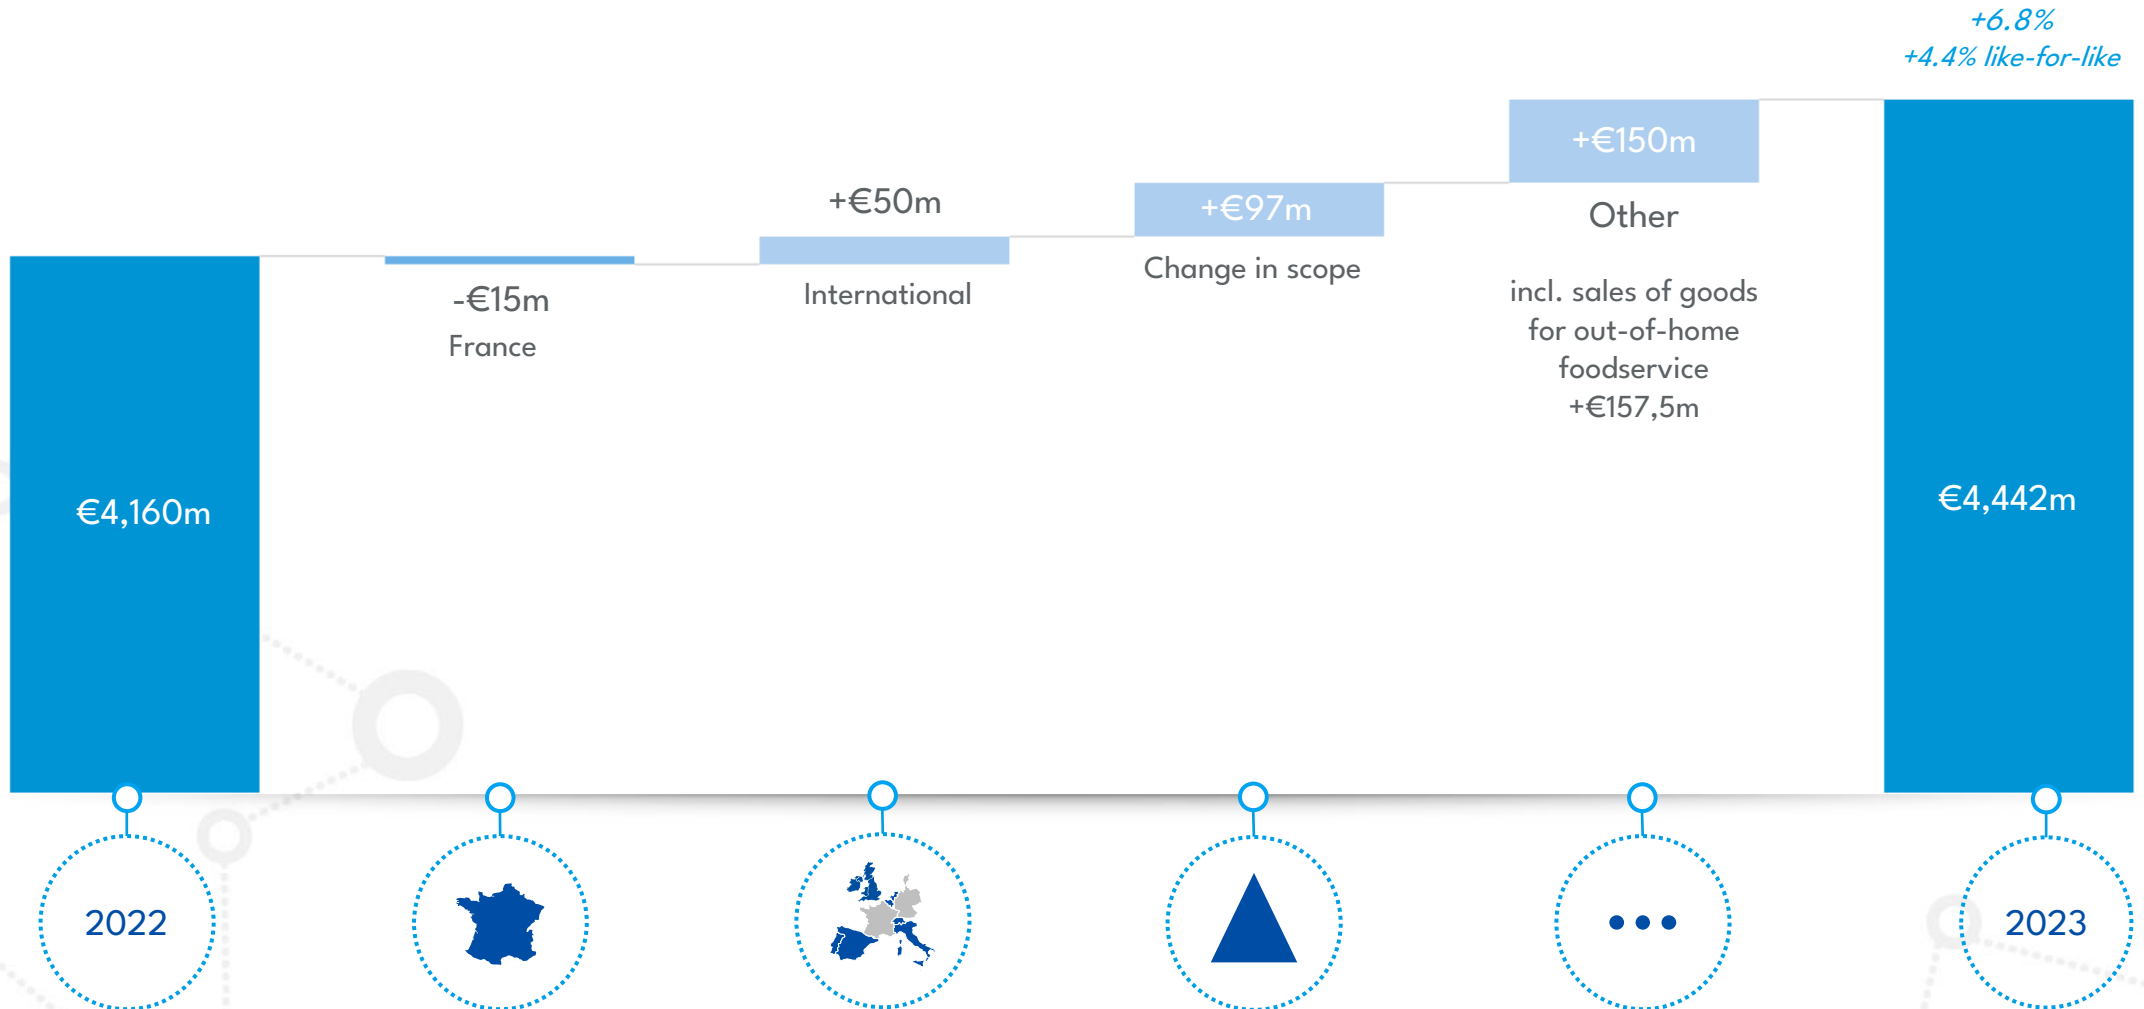 +6.8%
+4.4% like-for-like
+€150m
+€50m
+€97m
Other
Change in scope
-€15m
International
incl. sales of goods
for out-of-home
foodservice
+€157,5m
France
€4,160m
€4,442m
2022
2023